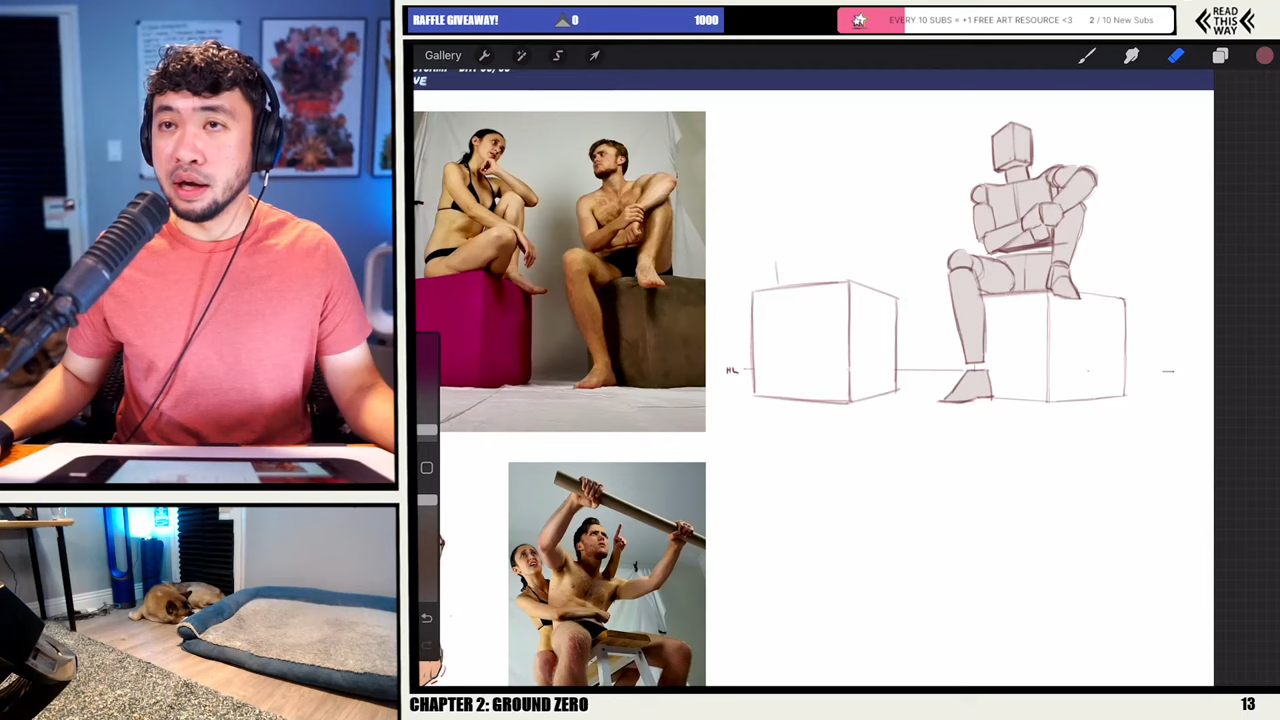 RAFFLE GIVEAWAY!
0
1000
EVERY 10 SUBS = +1 FREE ART RESOURCE <3
2 / 10 New Subs
READ
THIS
WAY
Gallery
VE
HL
CHAPTER 2: GROUND ZERO
13